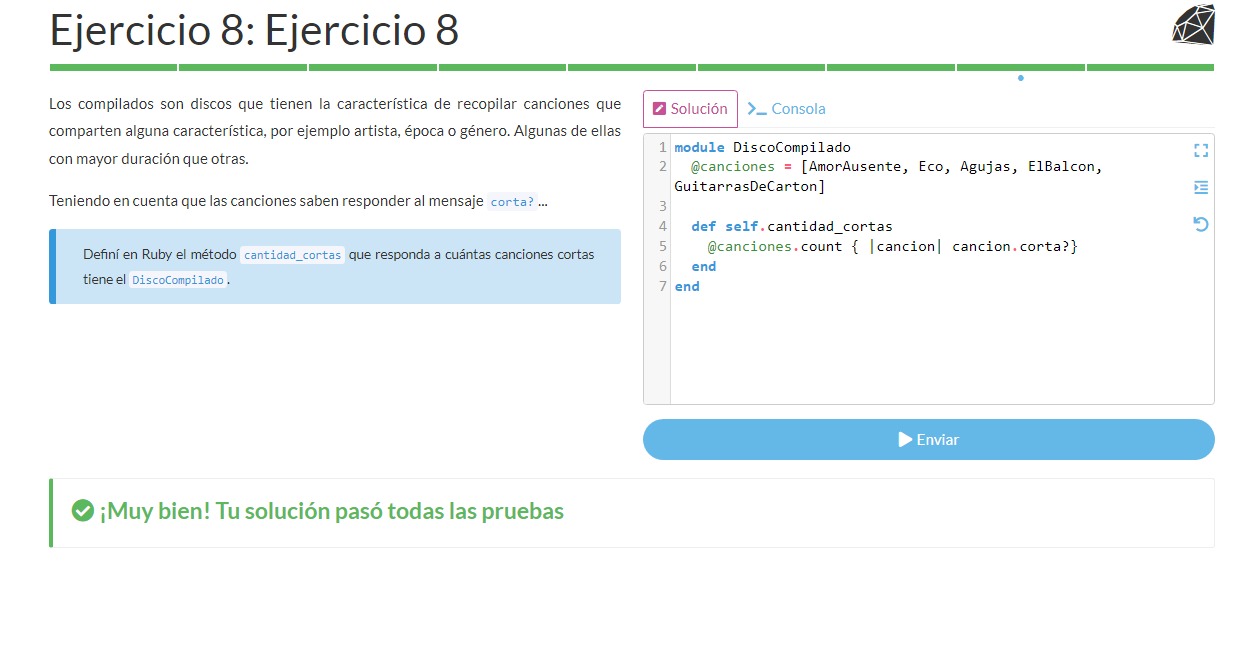 Ejercicio 8: Ejercicio 8
Los compilados son discos que tienen la característica de recopilar canciones que
comparten alguna característica, por ejemplo artista, época o género. Algunas de ellas
con mayor duración que otras.
Teniendo en cuenta que las canciones saben responder al mensaje corta? ...
Definí en Ruby el método cantidad_cortas que responda a cuántas canciones cortas
tiene el DiscoCompilado.
Solución
Consola
1 module DiscoCompilado
2 @canciones = [AmorAusente, Eco, Agujas, ElBalcon,
GuitarrasDeCarton]
3
4 def self.cantidad_cortas
5 @canciones.count { |cancion| cancion.corta?}
6 end
7 end
Enviar
¡Muy bien! Tu solución pasó todas las pruebas